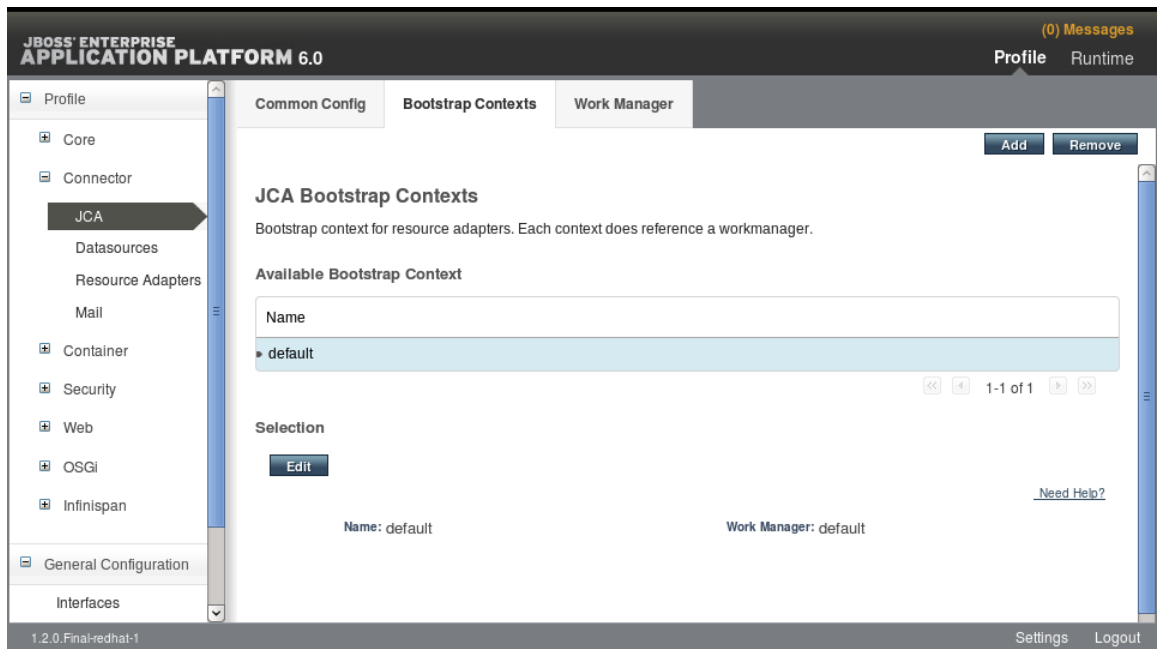 (0) Messages
JBOSS' ENTERPRISE
APPLICATION PLATFORM 6.0
Profile Runtime
Profile
Core
Connector
JCA
Datasources
Resource Adapters
Mail
Container
Security
Web
OSGi
Infinispan
General Configuration
Interfaces
Common Config Bootstrap Contexts Work Manager
Add Remove
JCA Bootstrap Contexts
Bootstrap context for resource adapters. Each context does reference a workmanager.
Available Bootstrap Context
Name
default
1-1 of 1
Selection
Edit
Need Help?
Name: default Work Manager: default
1.2.0.Final-redhat-1 Settings Logout